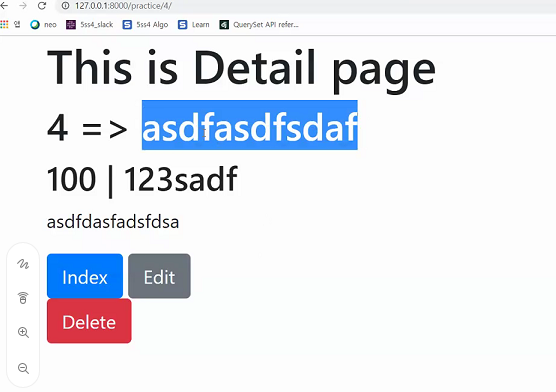 127.0.0.1:8000/practice/4/
앱 neo 5ss4_slack 5ss4 Algo Learn QuerySet API refer...
This is Detail page
4 => asdfasdfsdaf
100 | 123sadf
asdfdasfadsfdsa
Index Edit
Delete